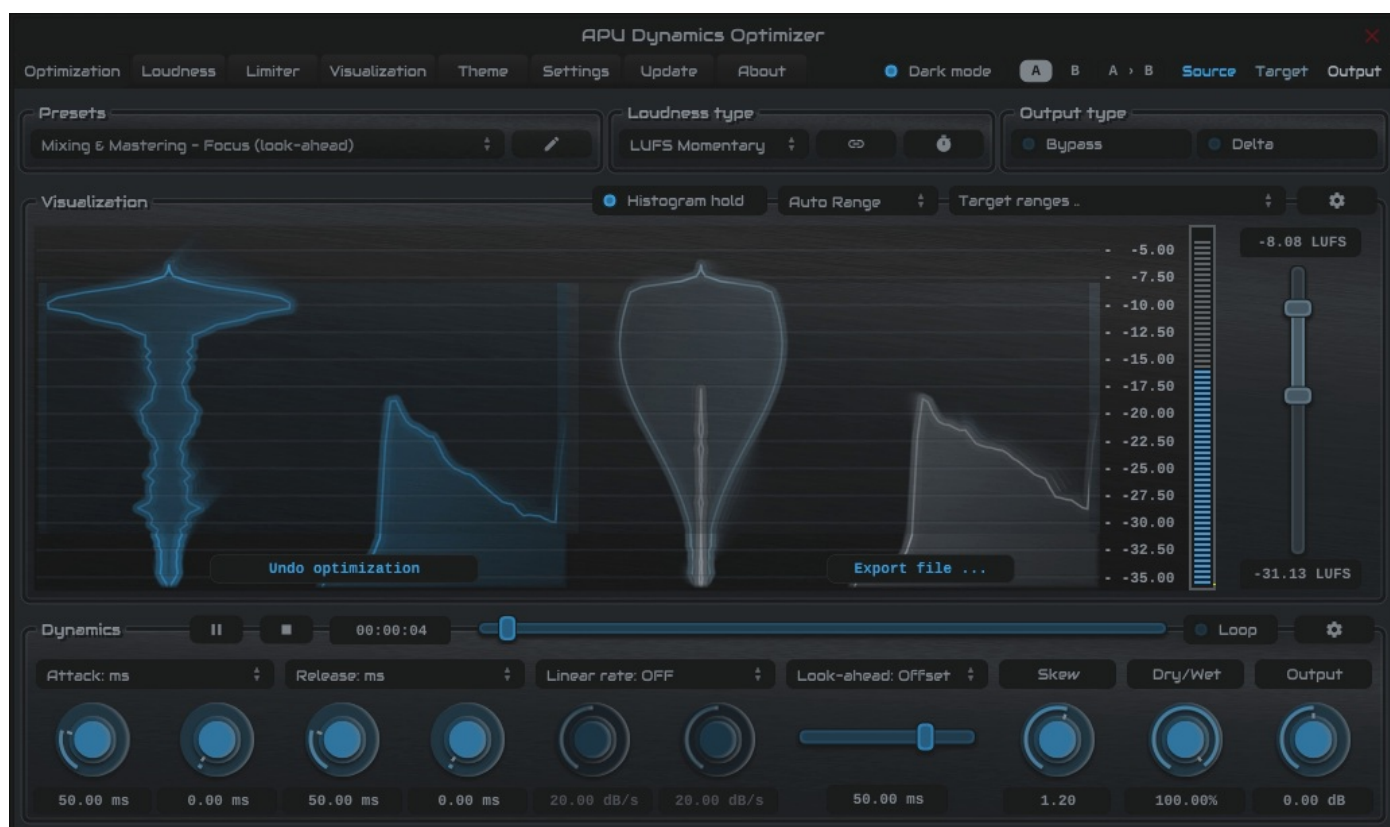 APU Dynamics Optimizer
Optimization Loudness Limiter Visualization Theme Settings Update About Dark mode A B A > B Source Target Output
Presets Loudness type Output type
Mixing & Mastering - Focus (look-ahead) LUFS Momentary Bypass Delta
Visualization Histogram hold Auto Range Target ranges ..
-8.08 LUFS
- -5.00
- -7.50
- -10.00
- -12.50
- -15.00
- -17.50
- -20.00
- -22.50
- -25.00
- -27.50
- -30.00
- -32.50
- -35.00
-31.13 LUFS
Undo optimization Export file ...
Dynamics 00:00:04 Loop
Attack: ms Release: ms Linear rate: OFF Look-ahead: Offset Skew Dry/Wet Output
50.00 ms 0.00 ms 50.00 ms 0.00 ms 20.00 dB/s 20.00 dB/s 50.00 ms 1.20 100.00% 0.00 dB